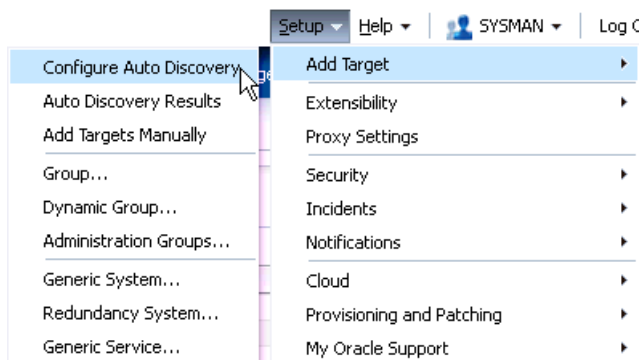 Setup Help SYSMAN Log
Configure Auto Discovery
Auto Discovery Results
Add Targets Manually
Group...
Dynamic Group...
Administration Groups...
Generic System...
Redundancy System...
Generic Service...
Add Target
Extensibility
Proxy Settings
Security
Incidents
Notifications
Cloud
Provisioning and Patching
My Oracle Support